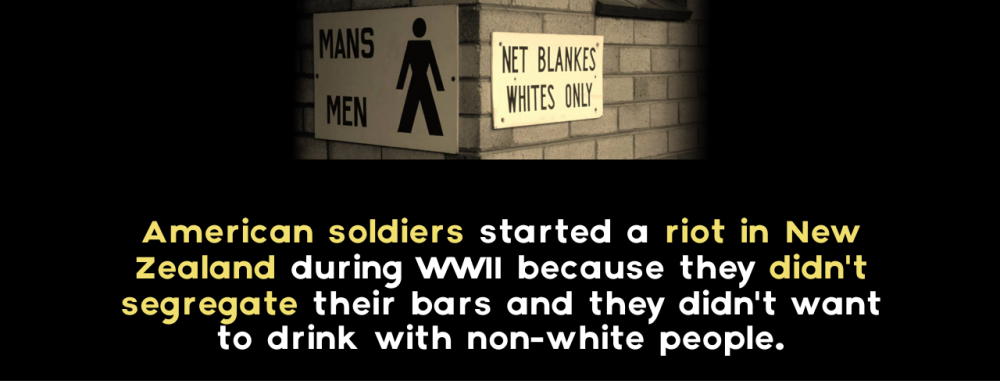 MANS
MEN
NET BLANKES
WHITES ONLY
American soldiers started a riot in New
Zealand during WWII because they didn't
segregate their bars and they didn't want
to drink with non-white people.